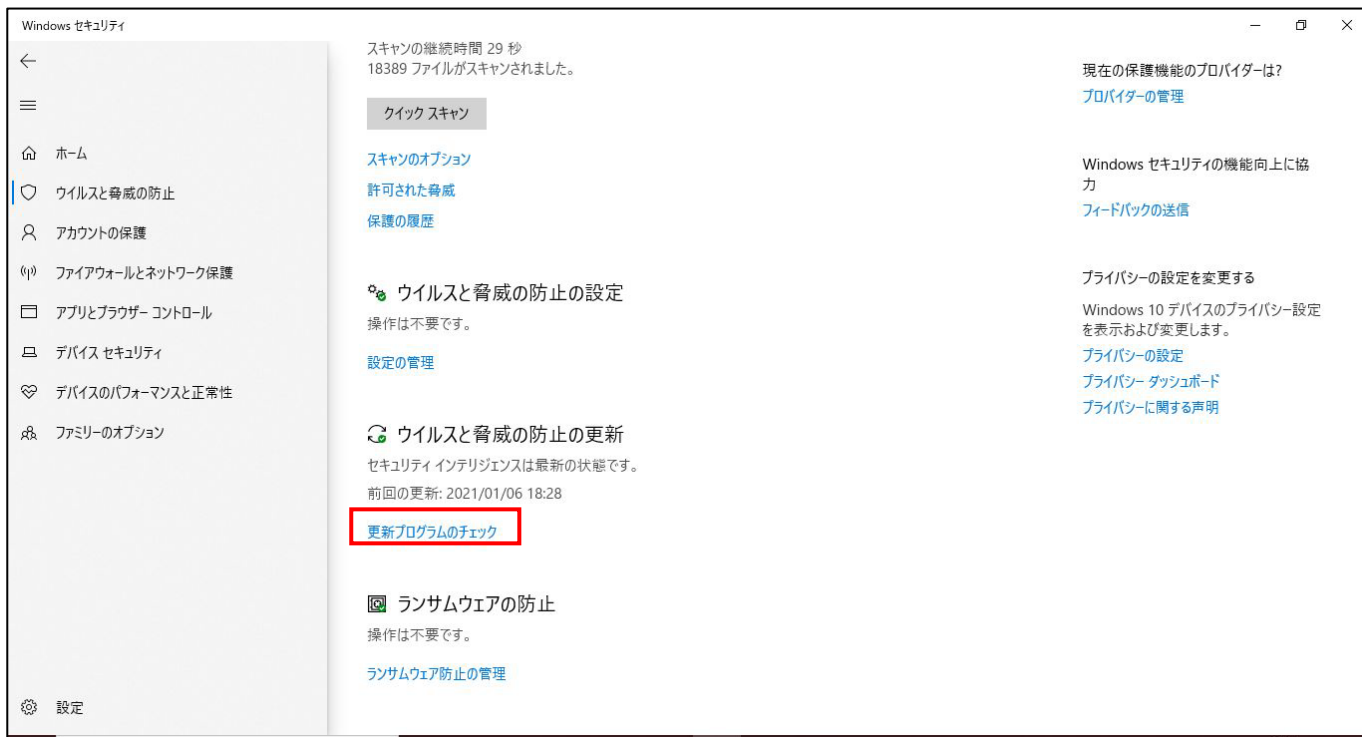 Windows セキュリティ
ホーム
ウイルスと脅威の防止
アカウントの保護
ファイアウォールとネットワーク保護
アプリとブラウザー コントロール
デバイス セキュリティ
デバイスのパフォーマンスと正常性
ファミリーのオプション
設定
スキャンの継続時間 29 秒
18389 ファイルがスキャンされました。
クイック スキャン
スキャンのオプション
許可された脅威
保護の履歴
ウイルスと脅威の防止の設定
操作は不要です。
設定の管理
ウイルスと脅威の防止の更新
セキュリティ インテリジェンスは最新の状態です。
前回の更新: 2021/01/06 18:28
更新プログラムのチェック
ランサムウェアの防止
操作は不要です。
ランサムウェア防止の管理
現在の保護機能のプロバイダーは?
プロバイダーの管理
Windows セキュリティの機能向上に協
力
フィードバックの送信
プライバシーの設定を変更する
Windows 10 デバイスのプライバシー設定
を表示および変更します。
プライバシーの設定
プライバシー ダッシュボード
プライバシーに関する声明